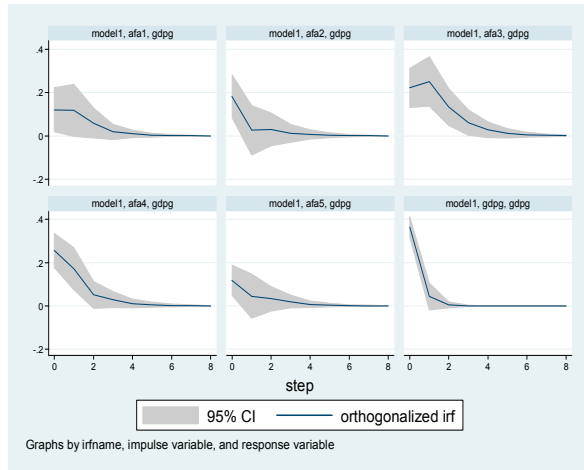 model1, afa1, gdpg
model1, afa2, gdpg
model1, afa3, gdpg
.4
.2
0
-.2
model1, afa4, gdpg
model1, afa5, gdpg
model1, gdpg, gdpg
.4
.2
0
-.2
0 2 4 6 8
0 2 4 6 8
0 2 4 6 8
step
95% CI
orthogonalized irf
Graphs by irfname, impulse variable, and response variable